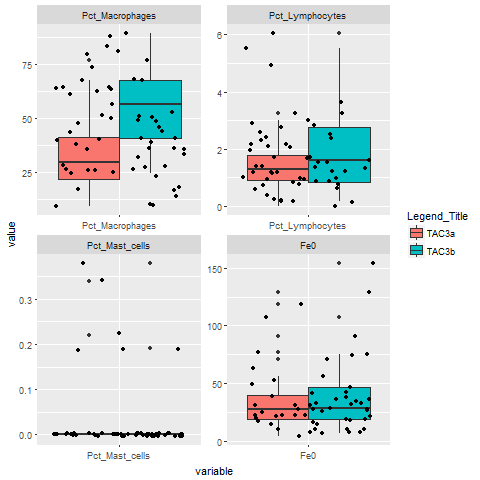 Pct_Macrophages
Pct_Lymphocytes
75
50
25
6
4
2
0
Pct_Macrophages
Pct_Lymphocytes
value
Pct_Mast_cells
Fe0
0.3
0.2
0.1
0.0
150
100
50
0
Pct_Mast_cells
Fe0
variable
Legend_Title
TAC3a
TAC3b